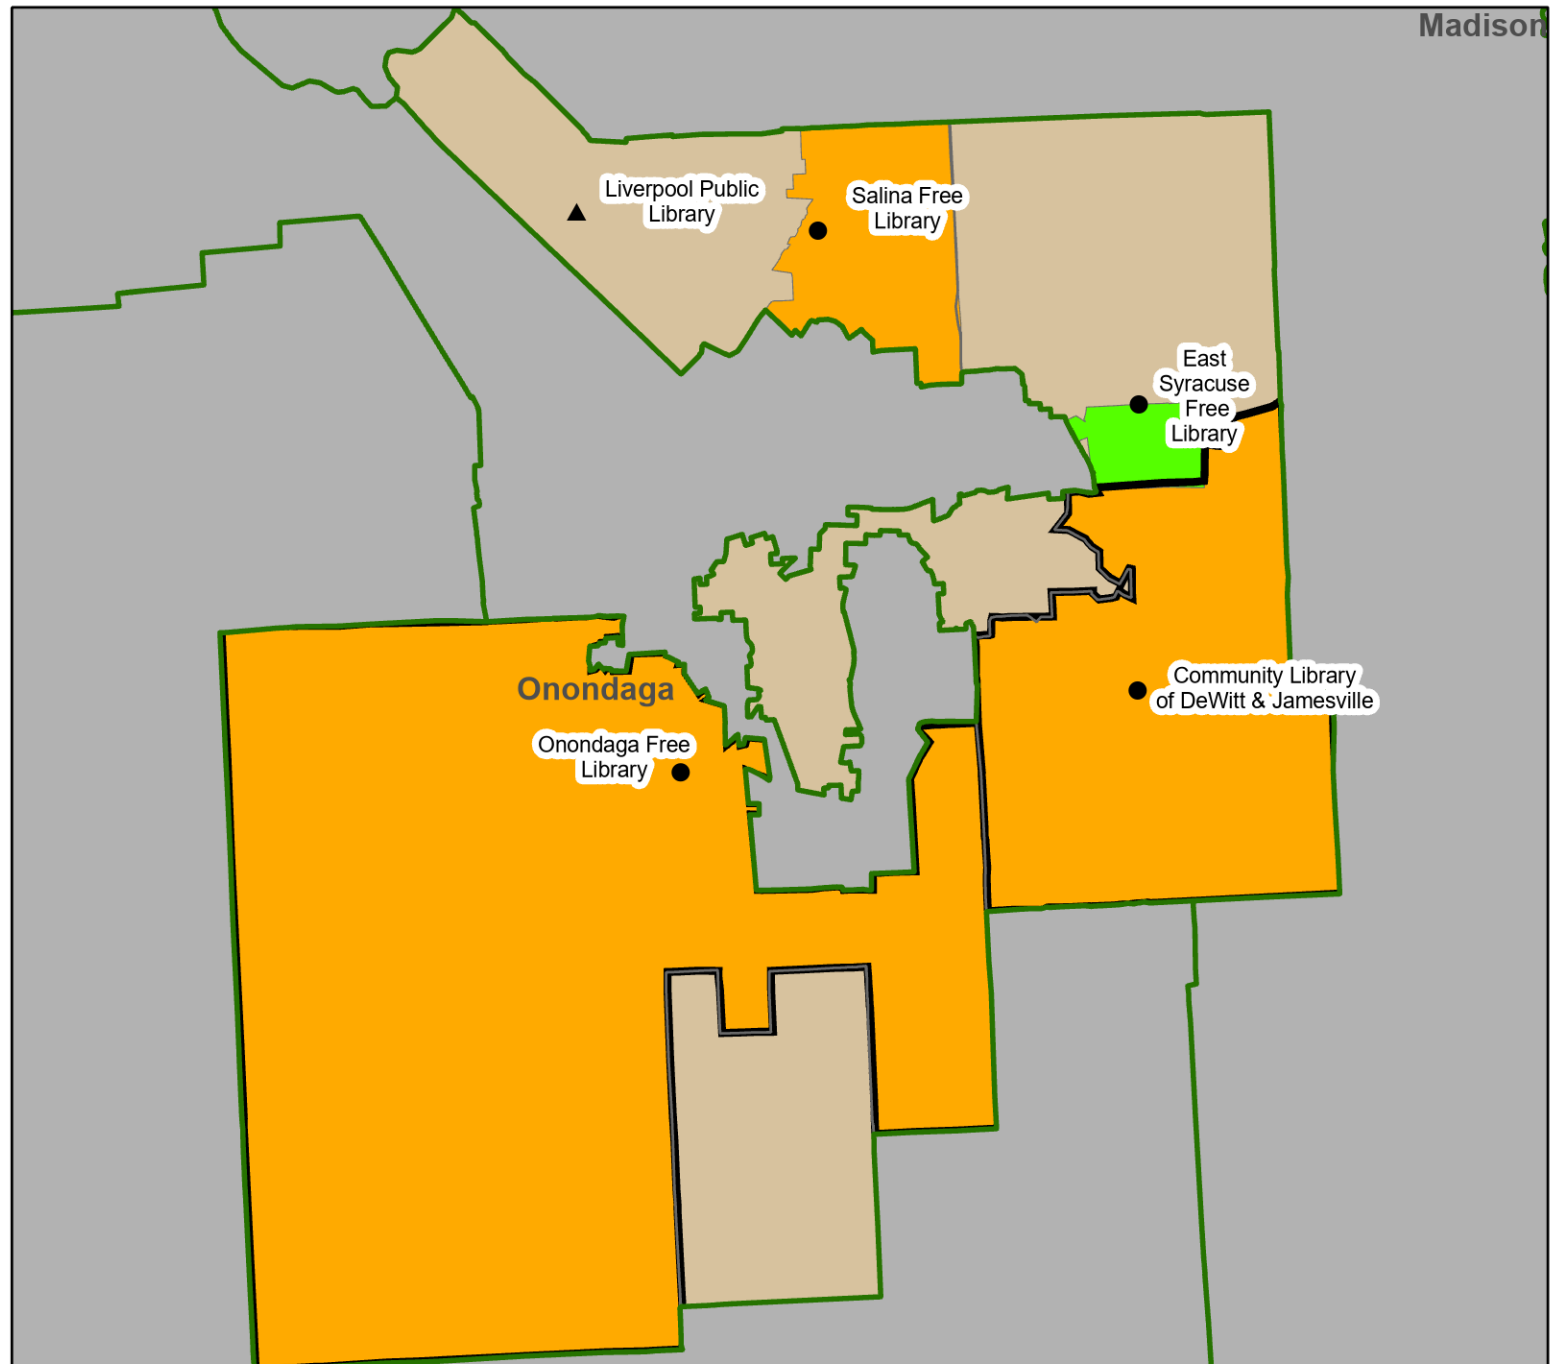 Madison
Liverpool Public
Library
Salina Free
Library
East
Syracuse
Free
Library
Community Library
of DeWitt & Jamesville
Onondaga
Onondaga Free
Library